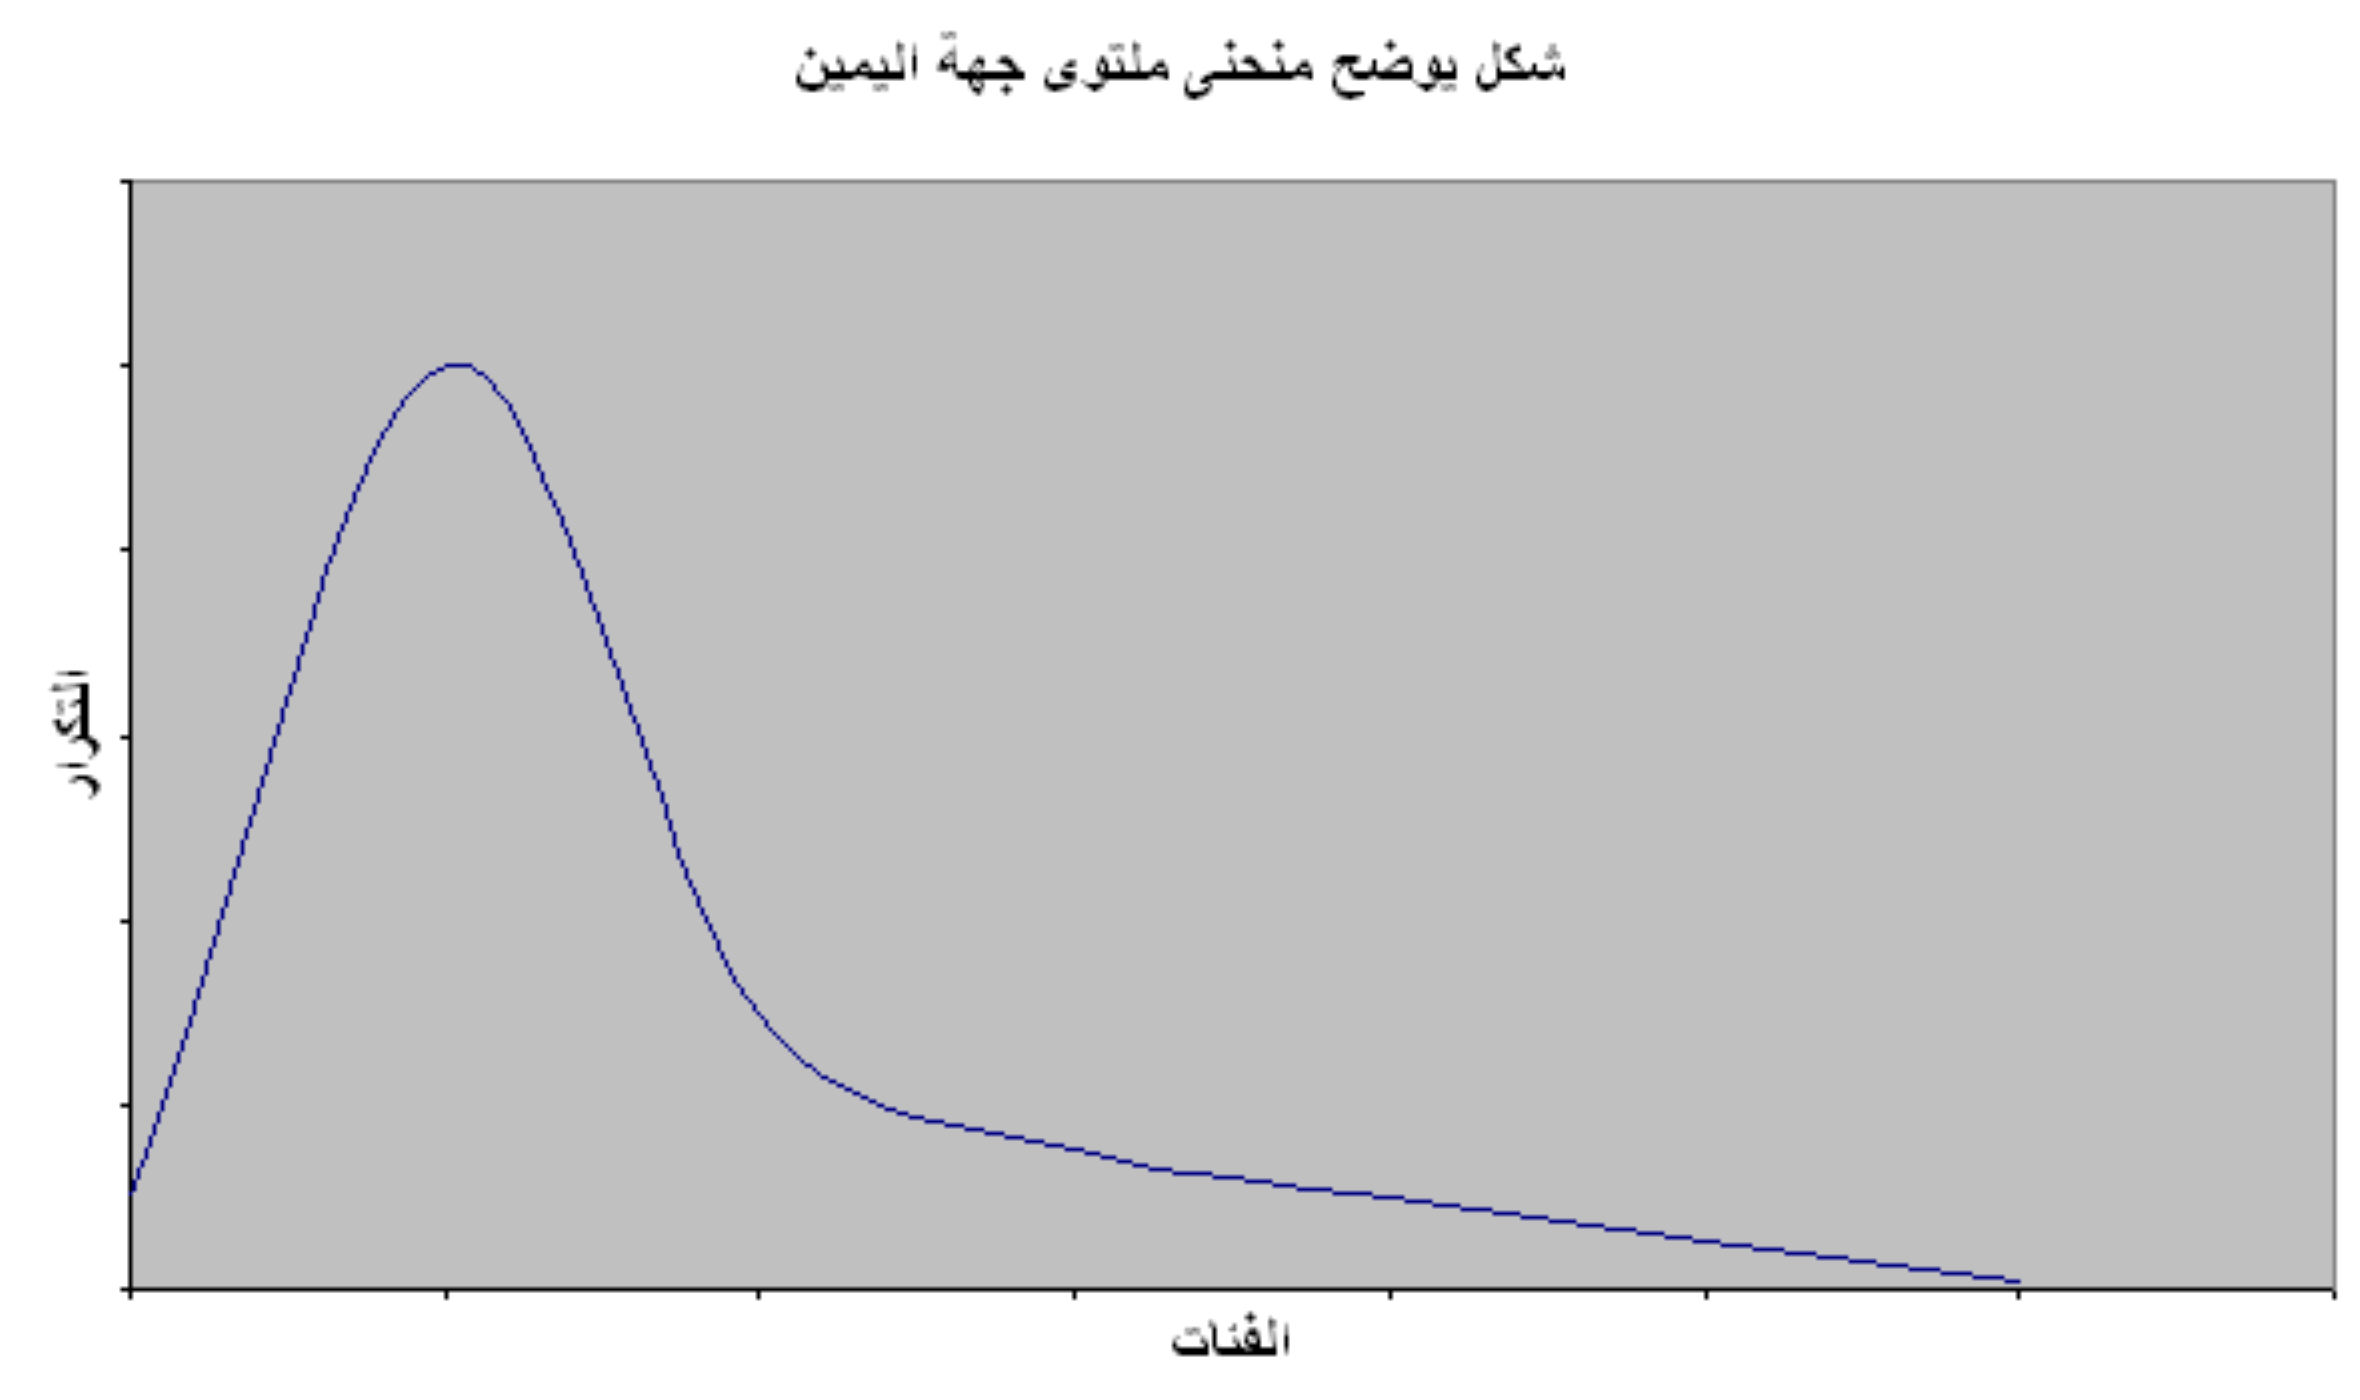 شكل يوضح منحنى ملتوى جهة اليمين
التكرار
الفئات